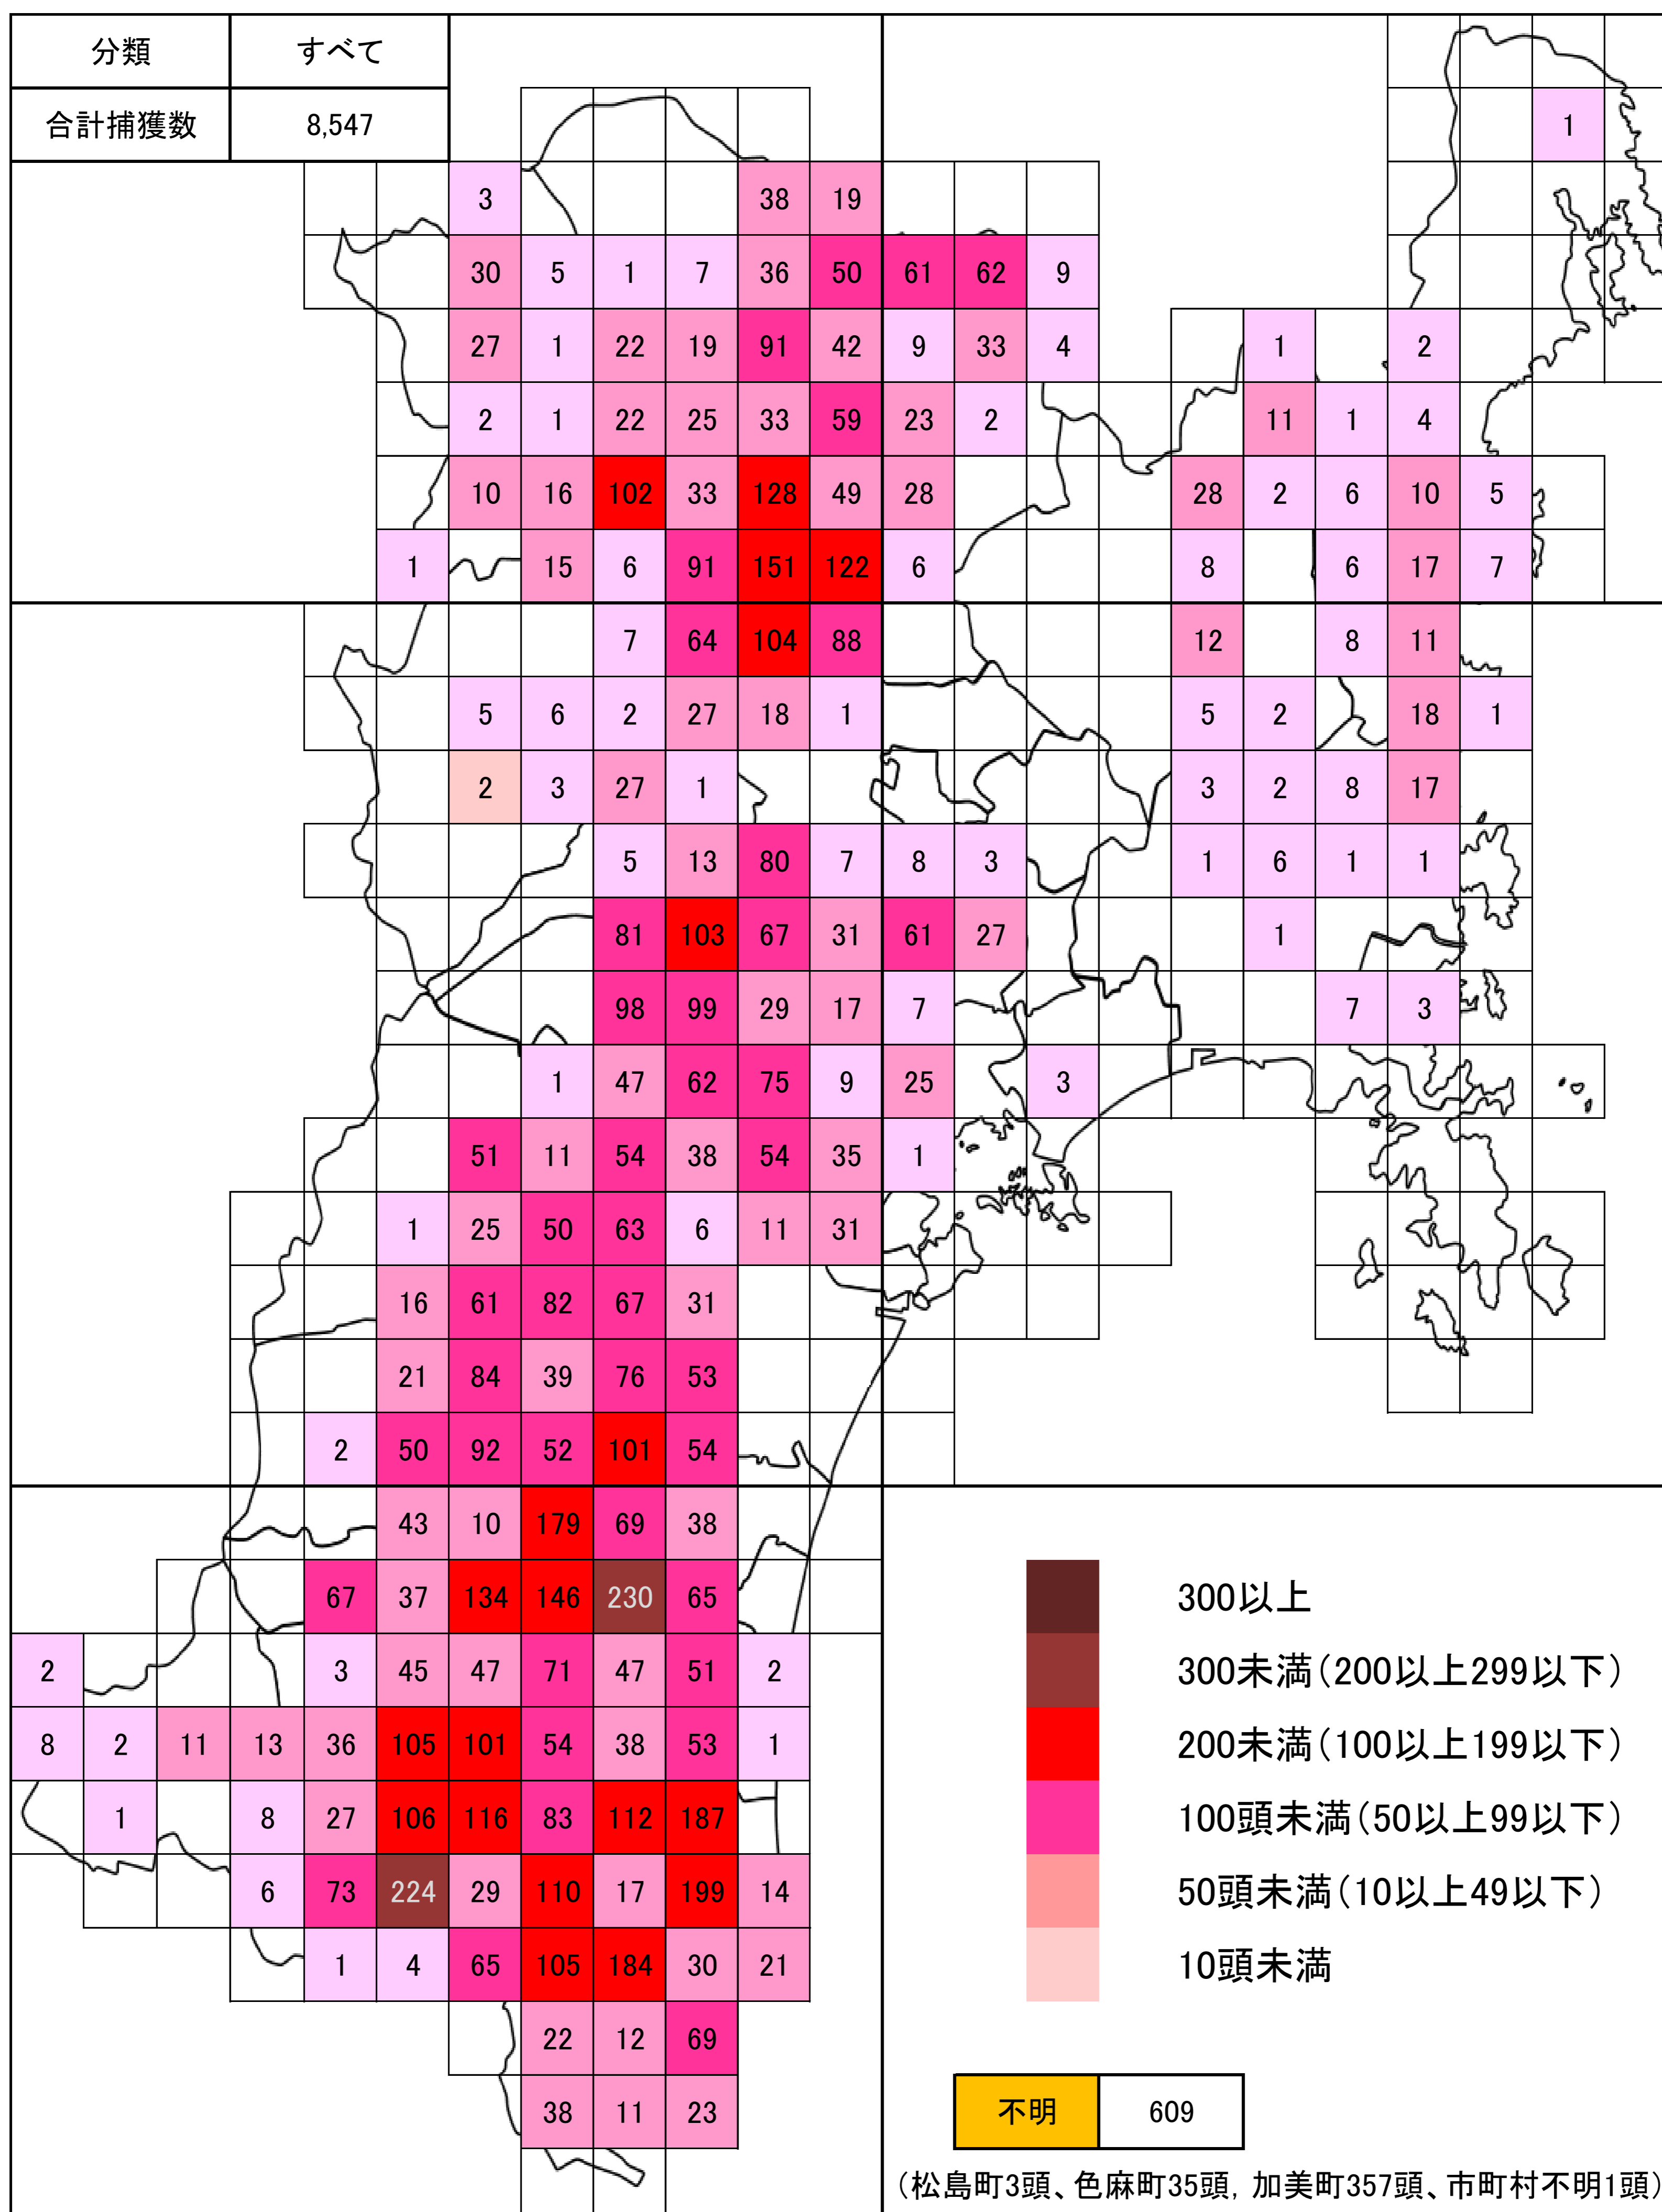 分類 すべて
合計捕獲数 8,547
1
3 38 19
30 5 1 7 36 50 61 62 9
27 1 22 19 91 42 9 33 4 1 2
2 1 22 25 33 59 23 2 11 1 4
10 16 102 33 128 49 28 28 2 6 10 5
1 15 6 91 151 122 6 8 6 17 7
7 64 104 88 12 8 11
5 6 2 27 18 1 5 2 18 1
2 3 27 1 3 2 8 17
5 13 80 7 8 3 1 6 1 1
81 103 67 31 61 27 1
98 99 29 17 7 7 3
1 47 62 75 9 25 3
51 11 54 38 54 35 1
1 25 50 63 6 11 31
16 61 82 67 31
21 84 39 76 53
2 50 92 52 101 54
43 10 179 69 38
67 37 134 146 230 65
2 3 45 47 71 47 51 2
8 2 11 13 36 105 101 54 38 53 1
1 8 27 106 116 83 112 187
6 73 224 29 110 17 199 14
1 4 65 105 184 30 21
22 12 69
38 11 23
300以上
300未満（200以上299以下）
200未満（100以上199以下）
100頭未満（50以上99以下）
50頭未満（10以上49以下）
10頭未満
不明 609
（松島町3頭、色麻町35頭，加美町357頭、市町村不明1頭）